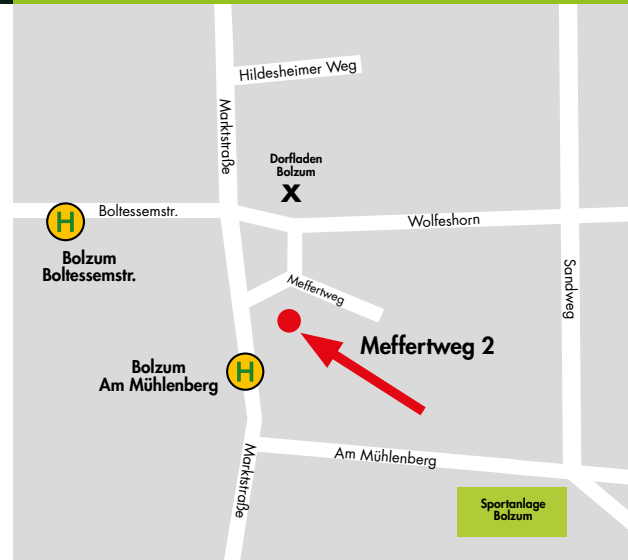 Hildesheimer Weg
Marktstraße
Dorfladen
Bolzum
X
Boltessemstr.
Wolfeshorn
H
Bolzum
Boltessemstr.
Meffertweg
Sandweg
Meffertweg 2
Bolzum
Am Mühlenberg
H
Am Mühlenberg
Marktstraße
Sportanlage
Bolzum